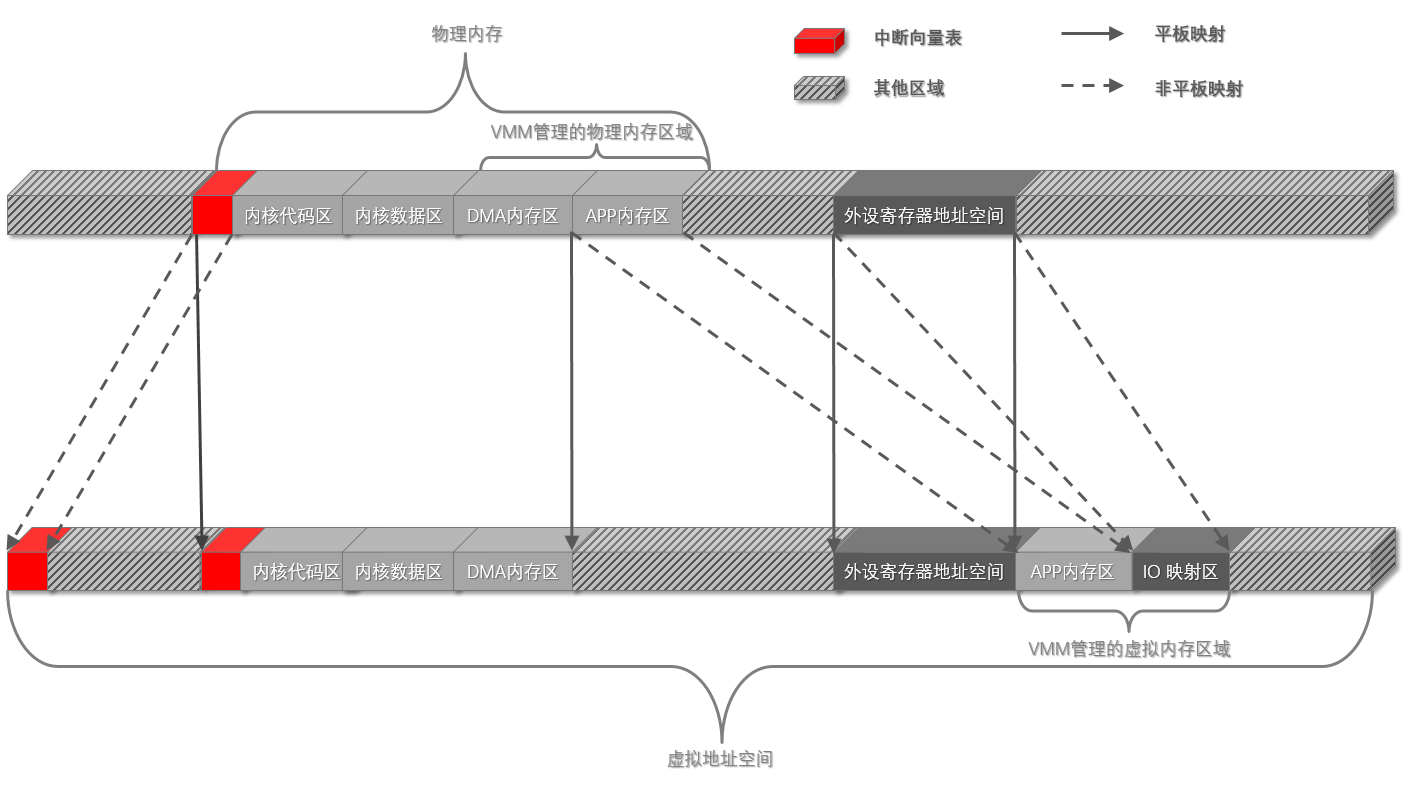 物理内存
中断向量表
平板映射
其他区域
非平板映射
VMM管理的物理内存区域
内核代码区
内核数据区
DMA内存区
APP内存区
外设寄存器地址空间
内核代码区
内核数据区
DMA内存区
外设寄存器地址空间
APP内存区
IO 映射区
VMM管理的虚拟内存区域
虚拟地址空间